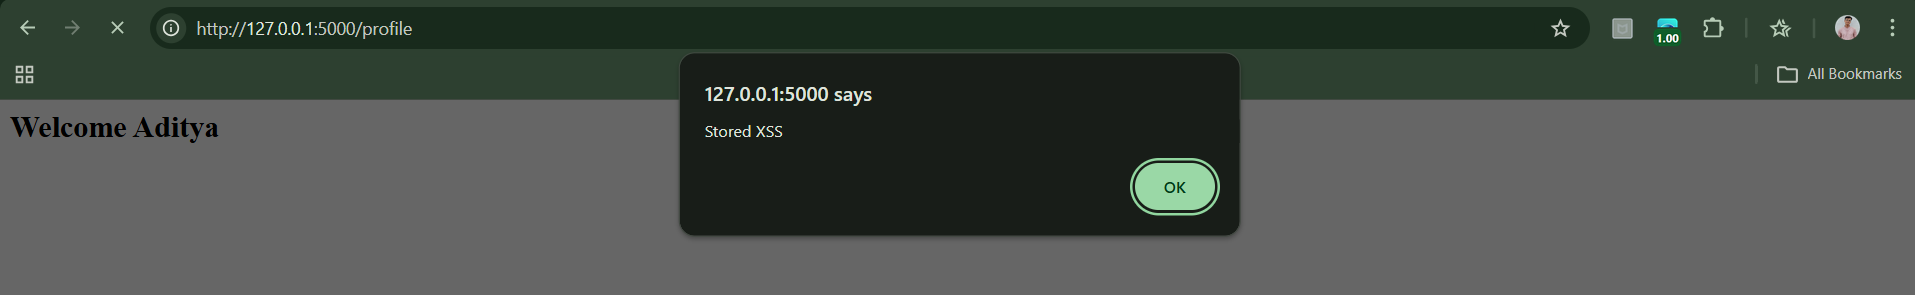 http://127.0.0.1:5000/profile
1.00
All Bookmarks
127.0.0.1:5000 says
Stored XSS
OK
Welcome Aditya